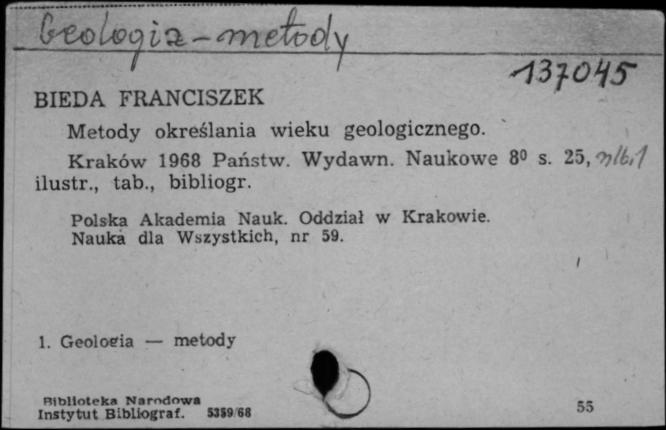 Geologia - metody
137045
BIEDA FRANCISZEK
Metody określania wieku geologicznego.
Kraków 1968 Państw. Wydawn. Naukowe 8⁰ s. 25, nlb. 1
ilustr., tab., bibliogr.
Polska Akademia Nauk. Oddział w Krakowie.
Nauka dla Wszystkich, nr 59.
1. Geologia — metody
Biblioteka Narodowa
Instytut Bibliograf. 5359/68
55